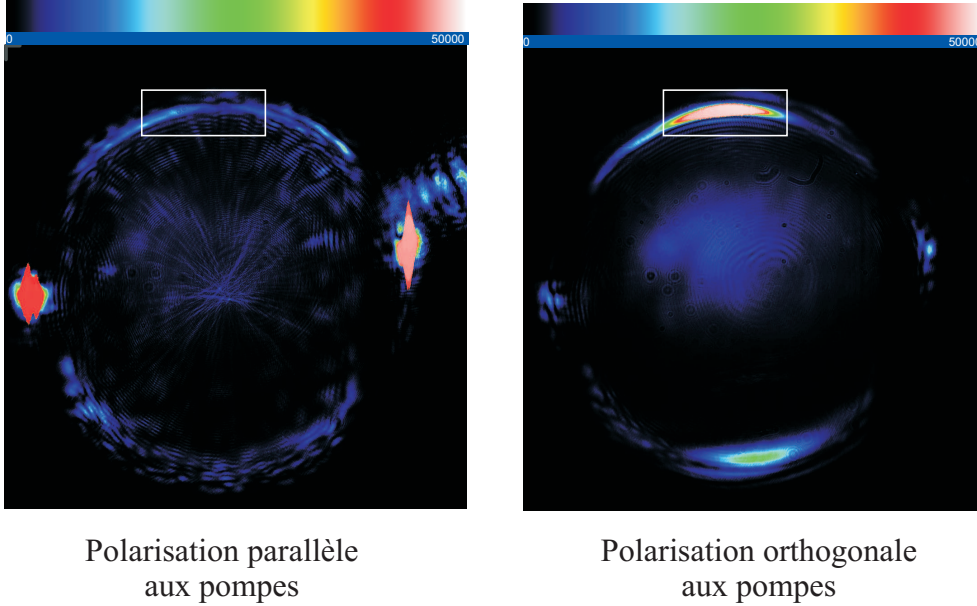 0 50000
0 50000
Polarisation parallèle
aux pompes
Polarisation orthogonale
aux pompes